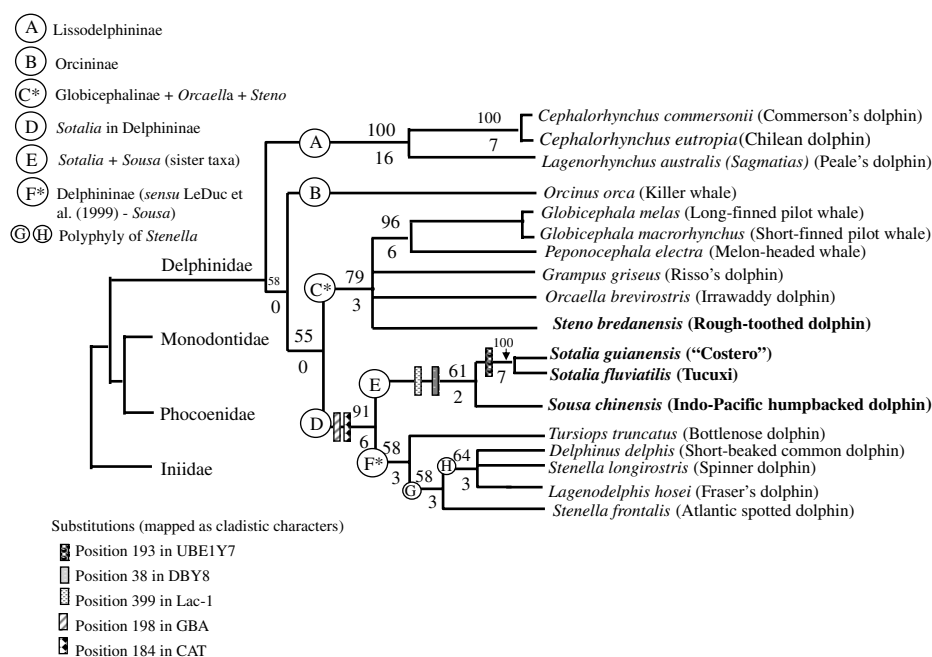 A Lissodelphininae
B Orcininae
C* Globicephalinae + Orcaella + Steno
D Sotalia in Delphininae
E Sotalia + Sousa (sister taxa)
F* Delphininae (sensu LeDuc
et al. (1999) - Sousa)
G H Polyphyly of Stenella
Delphinidae
Monodontidae
Phocoenidae
Iniidae
58
0
55
0
A
100
16
100
7
Cephalorhynchus commersonii (Commerson's dolphin)
Cephalorhynchus eutropia(Chilean dolphin)
Lagenorhynchus australis (Sagmatias) (Peale's dolphin)
B
Orcinus orca (Killer whale)
C*
79
3
96
6
Globicephala melas (Long-finned pilot whale)
Globicephala macrorhynchus (Short-finned pilot whale)
Peponocephala electra (Melon-headed whale)
Grampus griseus (Risso's dolphin)
Orcaella brevirostris (Irrawaddy dolphin)
Steno bredanensis (Rough-toothed dolphin)
D
91
6
E
61
2
100
7
Sotalia guianensis ("Costero")
Sotalia fluviatilis (Tucuxi)
Sousa chinensis (Indo-Pacific humpbacked dolphin)
F*
58
3
G
58
3
H
64
3
Tursiops truncatus (Bottlenose dolphin)
Delphinus delphis (Short-beaked common dolphin)
Stenella longirostris (Spinner dolphin)
Lagenodelphis hosei (Fraser's dolphin)
Stenella frontalis (Atlantic spotted dolphin)
Substitutions (mapped as cladistic characters)
Position 193 in UBE1Y7
Position 38 in DBY8
Position 399 in Lac-1
Position 198 in GBA
Position 184 in CAT